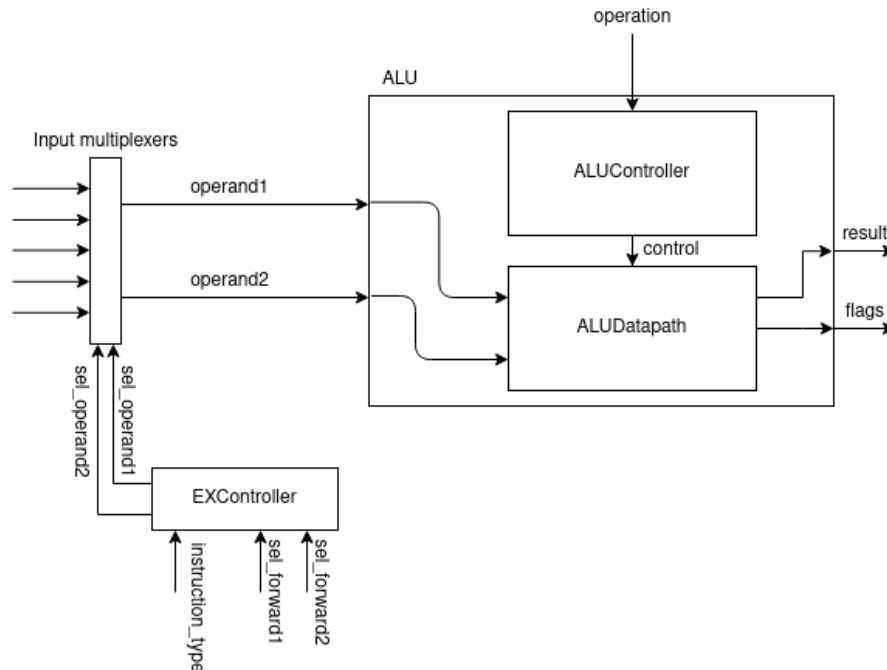 operation
ALU
Input multiplexers
ALUController
operand1
result
control
operand2
flags
ALUDatapath
sel_operand2
sel_operand1
EXController
instruction_type
sel_forward1
sel_forward2